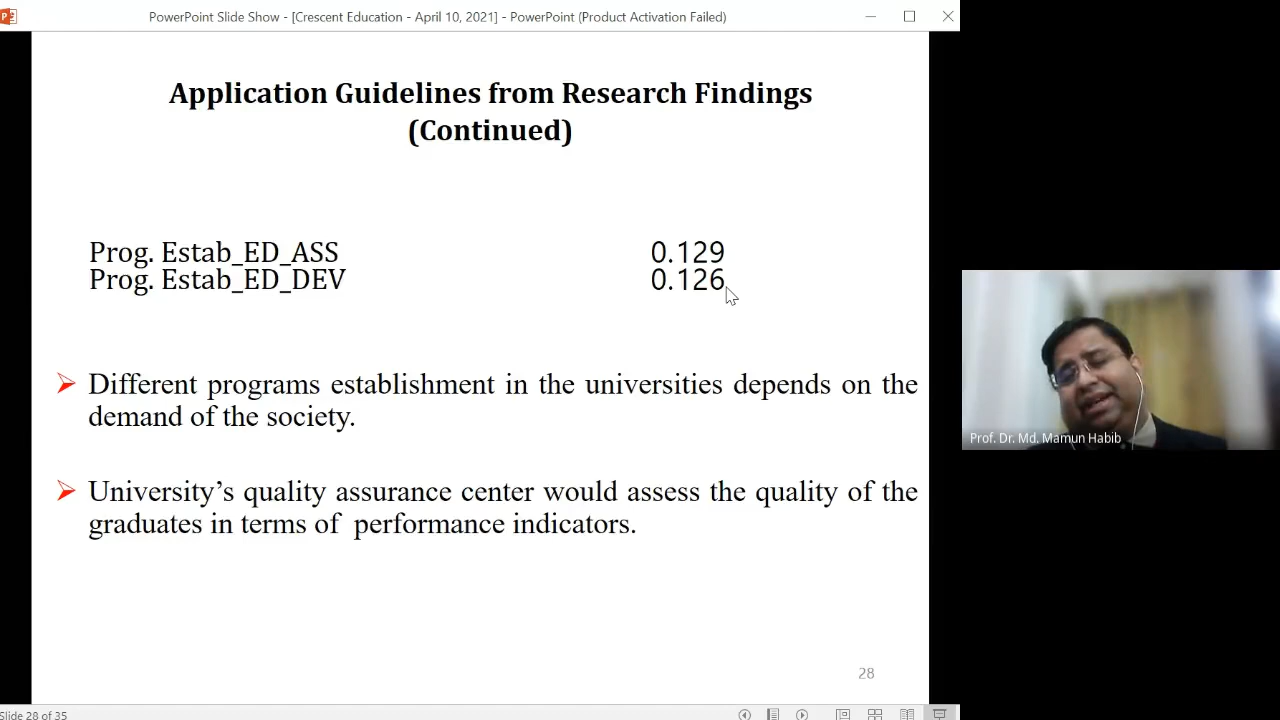 PowerPoint Slide Show - [Crescent Education - April 10, 2021] - PowerPoint (Product Activation Failed)
Application Guidelines from Research Findings
(Continued)
Prog. Estab_ED_ASS 0.129
Prog. Estab_ED_DEV 0.126
Different programs establishment in the universities depends on the
demand of the society.
University’s quality assurance center would assess the quality of the
graduates in terms of performance indicators.
Prof. Dr. Md. Mamun Habib
28
Slide 28 of 35